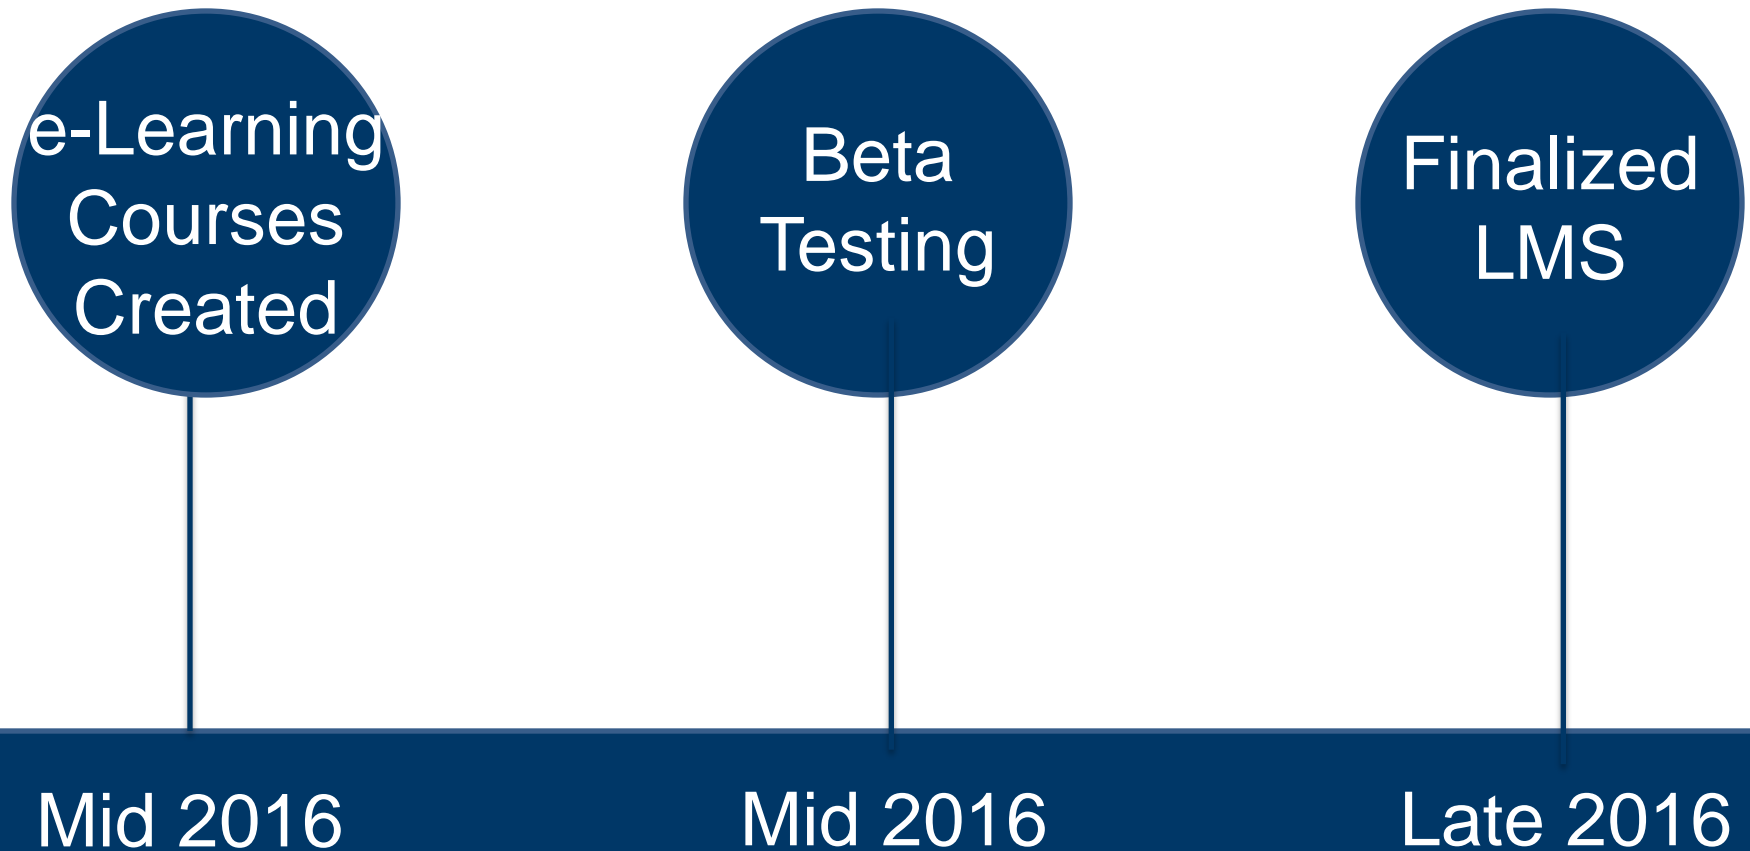 e-Learning
Courses
Created
Beta
Testing
Finalized
LMS
Mid 2016
Mid 2016
Late 2016